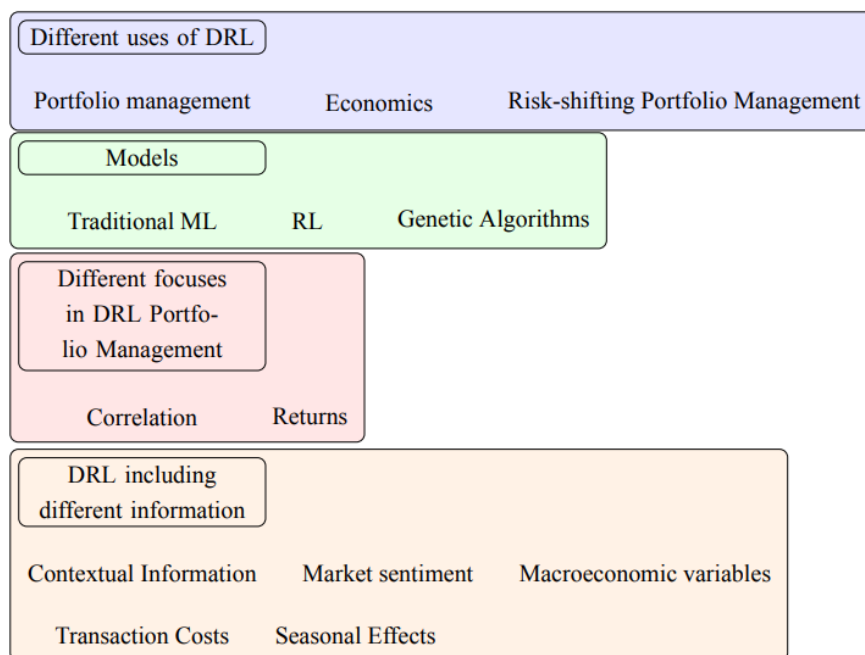 Different uses of DRL
Portfolio management Economics Risk-shifting Portfolio Management
Models
Traditional ML RL Genetic Algorithms
Different focuses
in DRL Portfo-
lio Management
Correlation Returns
DRL including
different information
Contextual Information Market sentiment Macroeconomic variables
Transaction Costs Seasonal Effects